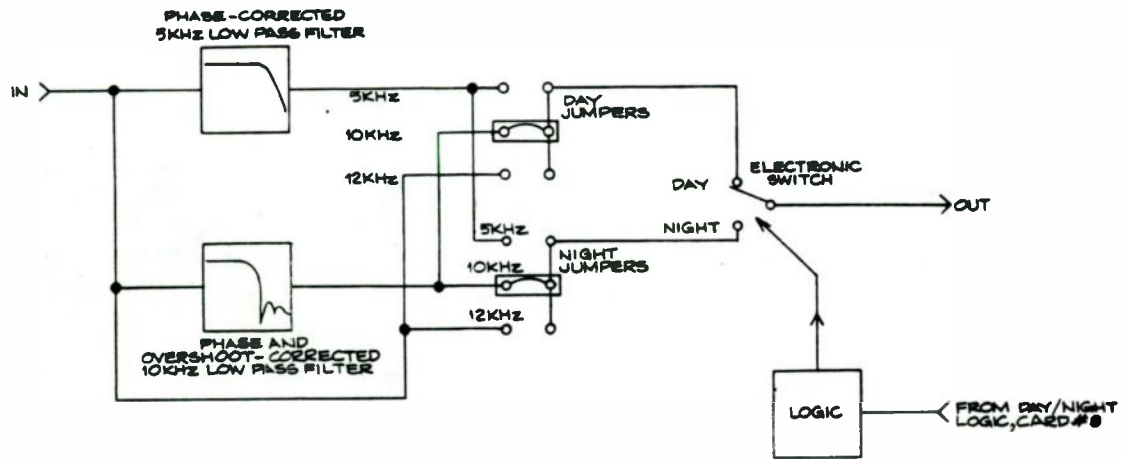 PHASE-CORRECTED
5KHz LOW PASS FILTER
IN
5KHz
DAY
JUMPERS
10KHz
12KHz
ELECTRONIC
SWITCH
DAY
OUT
5KHz
NIGHT
NIGHT
JUMPERS
10KHz
12KHz
PHASE AND
OVERSHOOT-CORRECTED
10KHz LOW PASS FILTER
LOGIC
FROM DAY/NIGHT
LOGIC, CARD #8